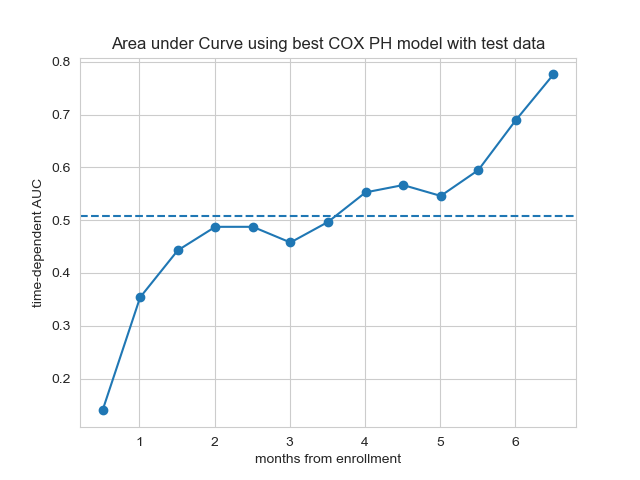 Area under Curve using best COX PH model with test data
0.8
0.7
0.6
0.5
0.4
0.3
0.2
time-dependent AUC
1 2 3 4 5 6
months from enrollment